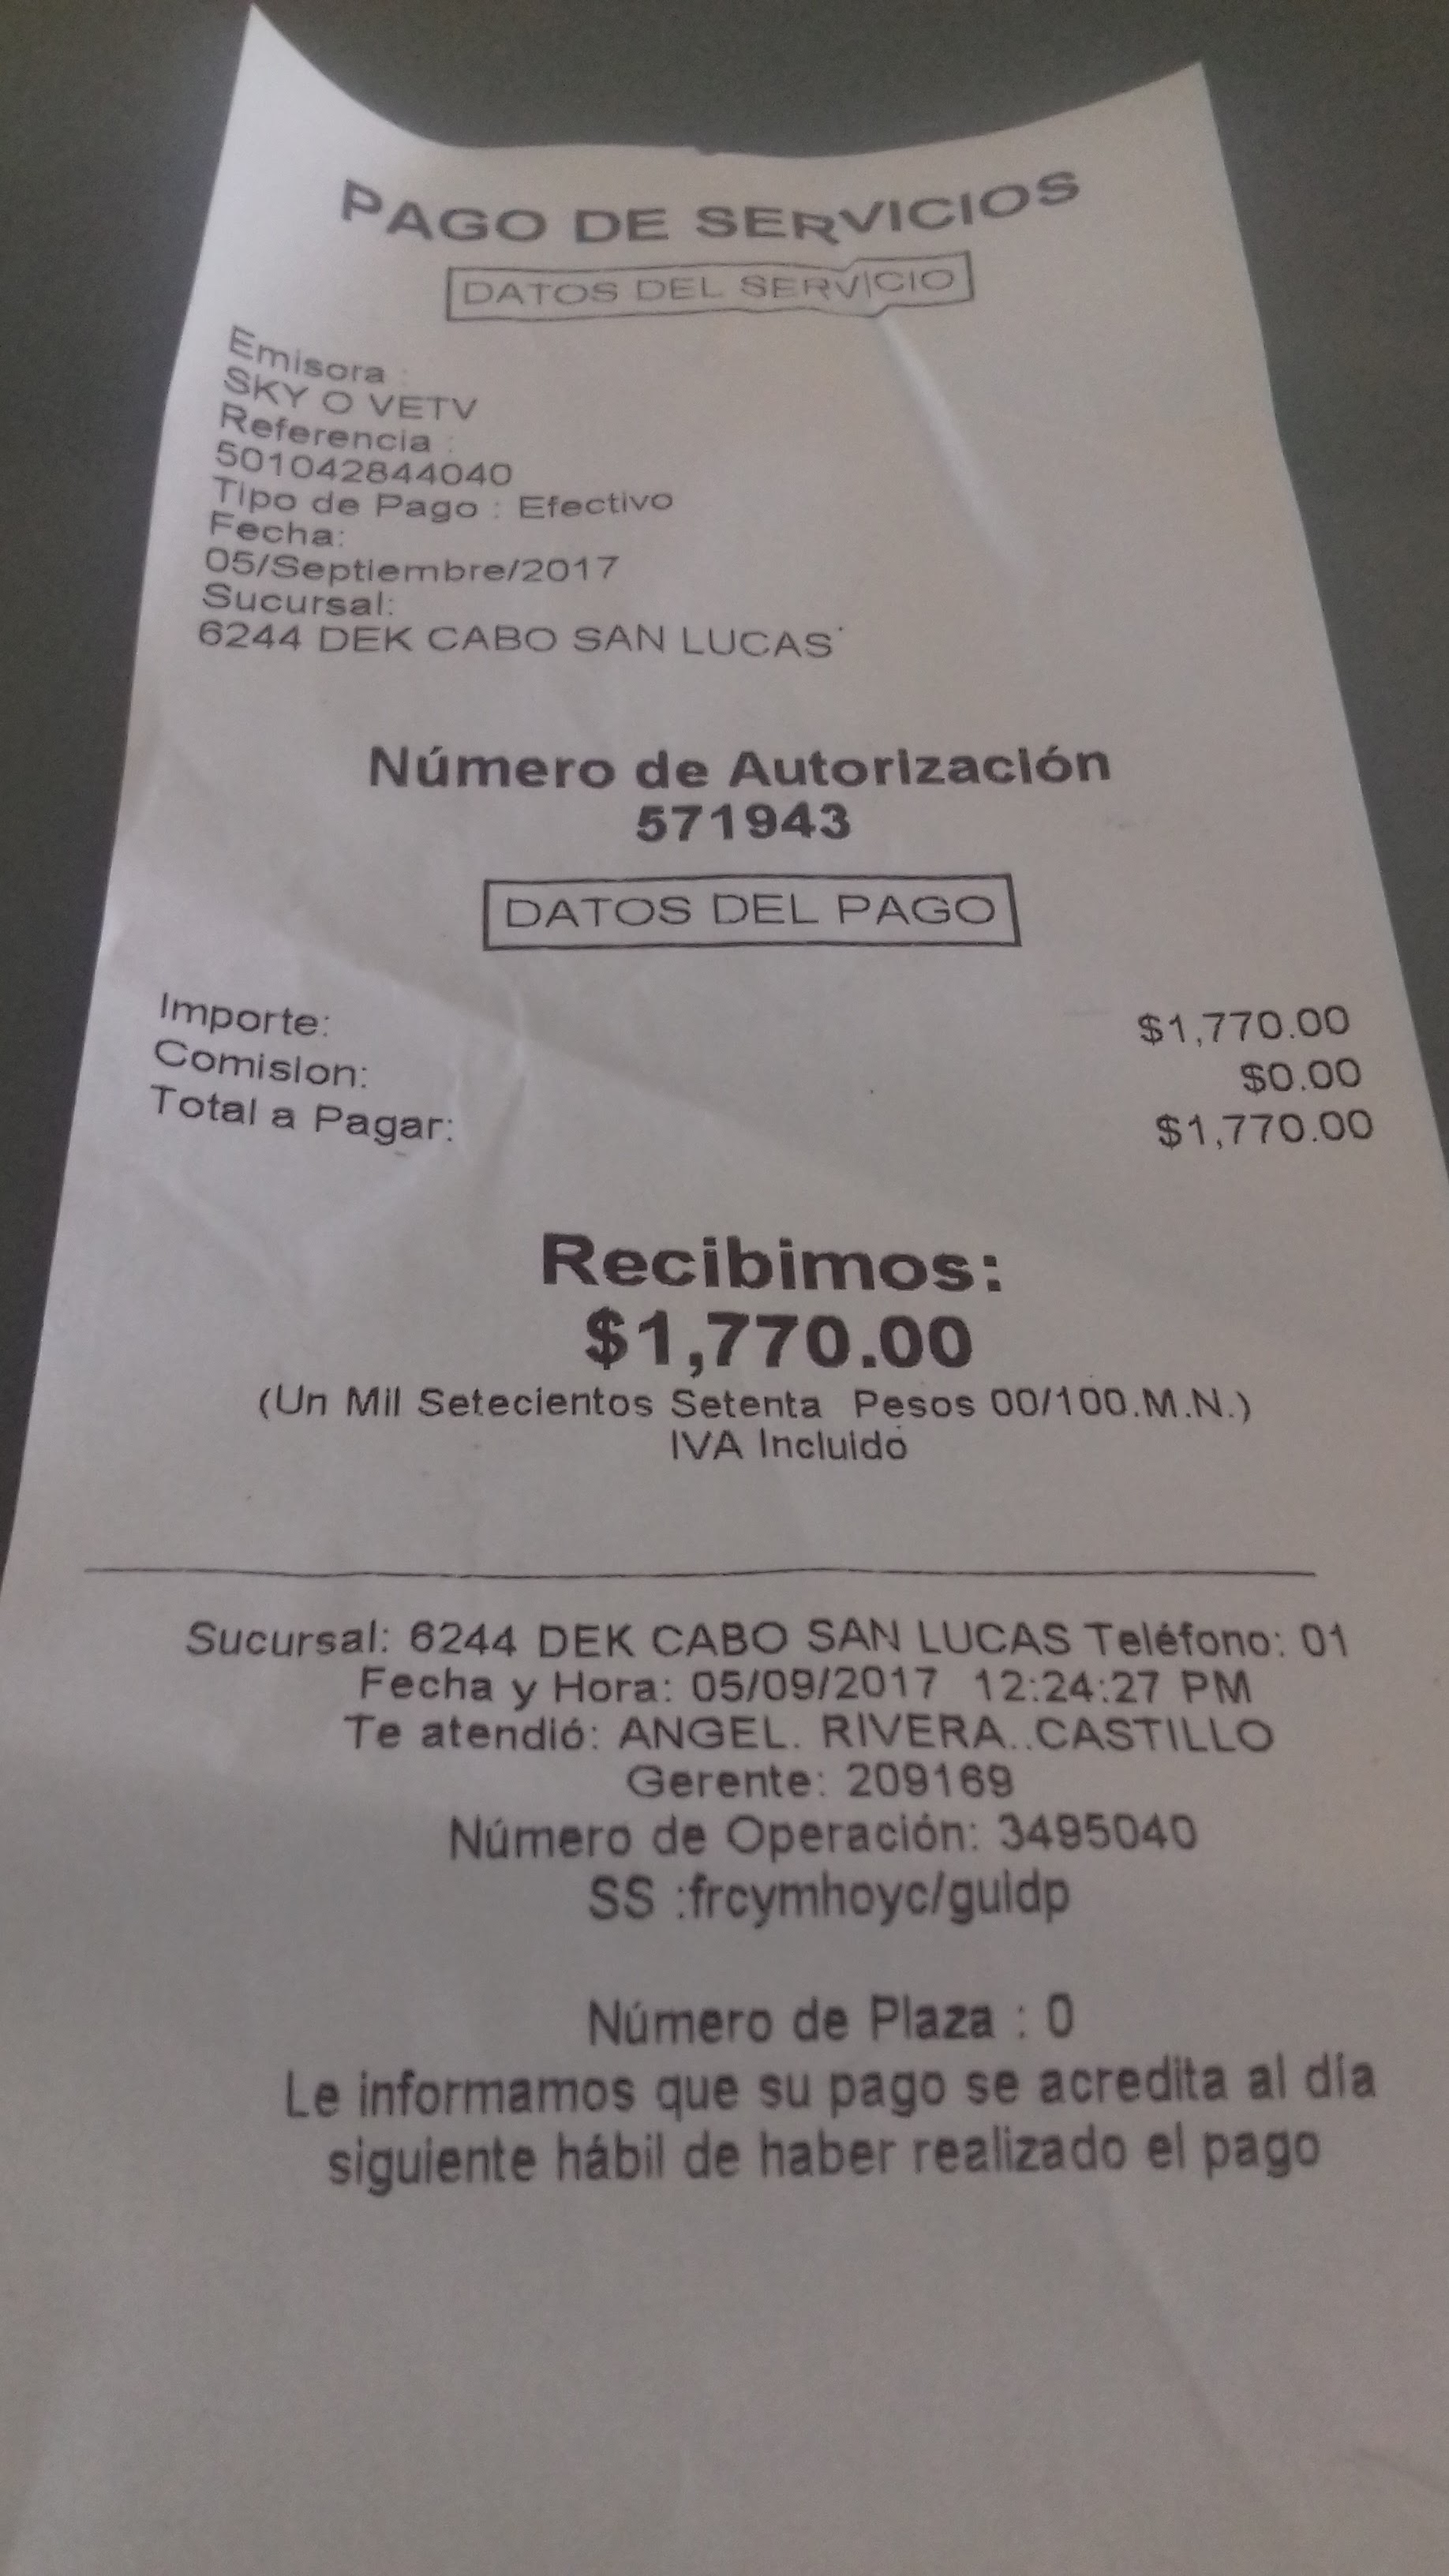 PAGO DE SERVICIOS
DATOS DEL SERVICIO
Emisora :
SKY O VETV
Referencia :
501042844040
Tipo de Pago : Efectivo
Fecha:
05/Septiembre/2017
Sucursal:
6244 DEK CABO SAN LUCAS
Número de Autorización
571943
DATOS DEL PAGO
Importe: $1,770.00
Comision: $0.00
Total a Pagar: $1,770.00
Recibimos:
$1,770.00
(Un Mil Setecientos Setenta Pesos 00/100.M.N.)
IVA Incluido
Sucursal: 6244 DEK CABO SAN LUCAS Teléfono: 01
Fecha y Hora: 05/09/2017 12:24:27 PM
Te atendió: ANGEL. RIVERA..CASTILLO
Gerente: 209169
Número de Operación: 3495040
SS :frcymhoyc/guidp
Número de Plaza : 0
Le informamos que su pago se acredita al día
siguiente hábil de haber realizado el pago